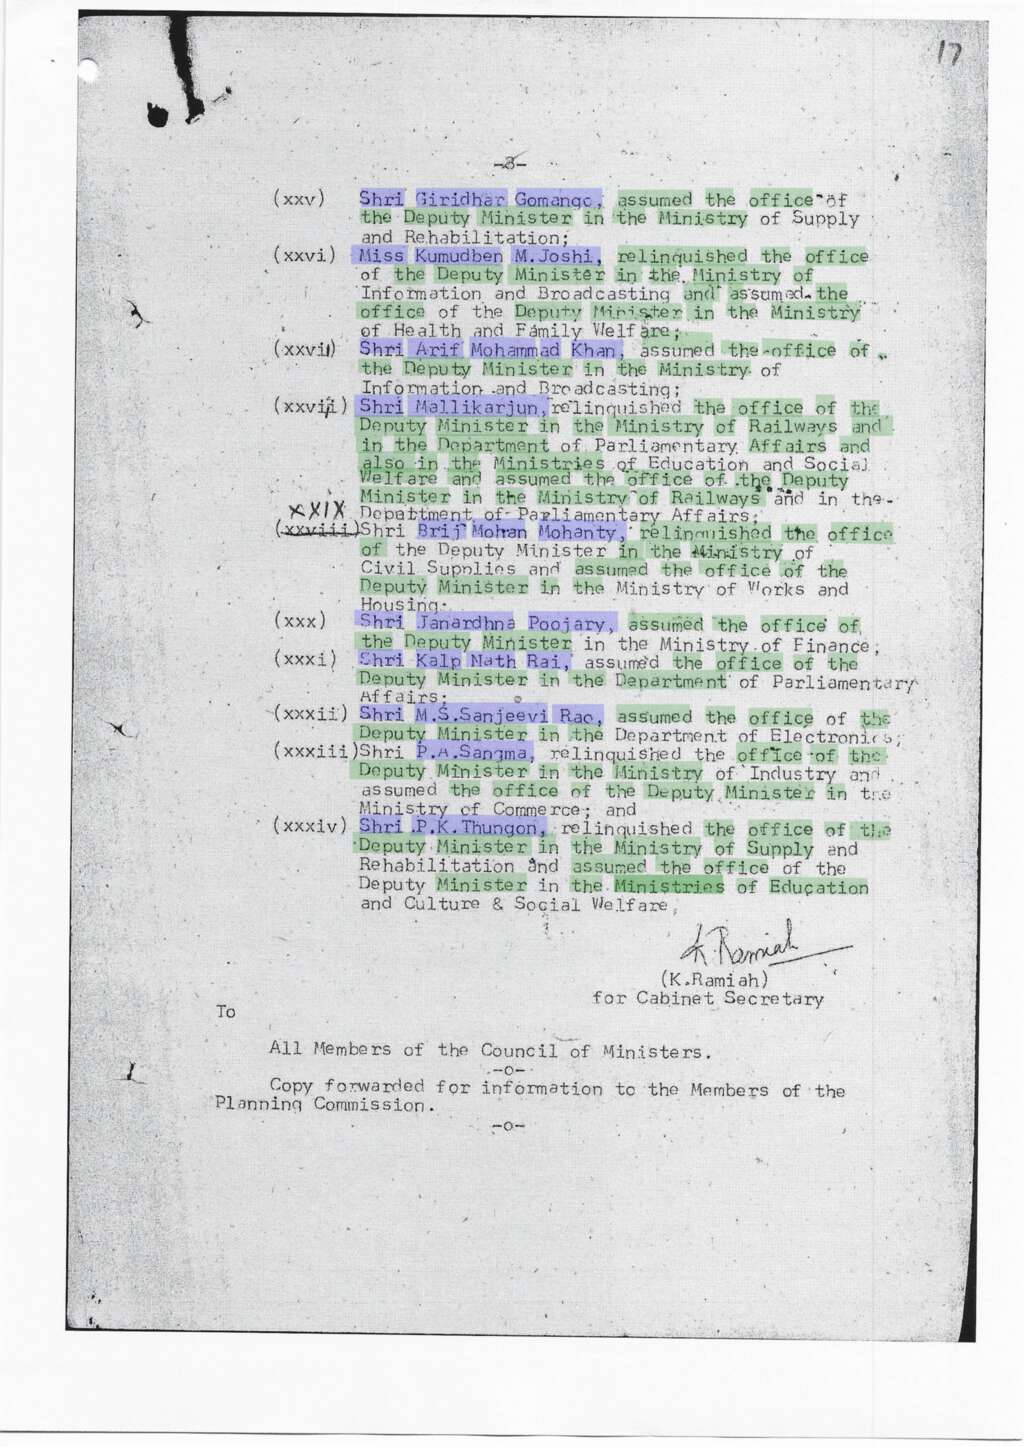 17
-3-
(xxv) Shri Giridhar Gomango, assumed the office of
the Deputy Minister in the Ministry of Supply
and Rehabilitation;
(xxvi) Miss Kumudben M.Joshi, relinquished the office
of the Deputy Minister in the Ministry of
Information and Broadcasting and assumed the
office of the Deputy Minister in the Ministry
of Health and Family Welfare;
(xxvii) Shri Arif Mohammad Khan, assumed the office of
the Deputy Minister in the Ministry of
Information and Broadcasting;
(xxviii) Shri Mallikarjun, relinquished the office of the
Deputy Minister in the Ministry of Railways and
in the Department of Parliamentary Affairs and
also in the Ministries of Education and Social
Welfare and assumed the office of the Deputy
Minister in the Ministry of Railways and in the
Department of Parliamentary Affairs;
XXIX
(xxviii)Shri Brij Mohan Mohanty, relinquished the office
of the Deputy Minister in the Ministry of
Civil Supplies and assumed the office of the
Deputy Minister in the Ministry of Works and
Housing;
(xxx) Shri Janardhna Poojary, assumed the office of
the Deputy Minister in the Ministry of Finance;
(xxxi) Shri Kalp Nath Rai, assumed the office of the
Deputy Minister in the Department of Parliamentary
Affairs;
(xxxii) Shri M.S.Sanjeevi Rao, assumed the office of the
Deputy Minister in the Department of Electronics;
(xxxiii)Shri P.A.Sangma, relinquished the office of the
Deputy Minister in the Ministry of Industry and
assumed the office of the Deputy Minister in the
Ministry of Commerce; and
(xxxiv) Shri P.K.Thungon, relinquished the office of the
Deputy Minister in the Ministry of Supply and
Rehabilitation and assumed the office of the
Deputy Minister in the Ministries of Education
and Culture & Social Welfare.
K. Ramiah
(K.Ramiah)
for Cabinet Secretary
To
All Members of the Council of Ministers.
-o-
Copy forwarded for information to the Members of the
Planning Commission.
-o-